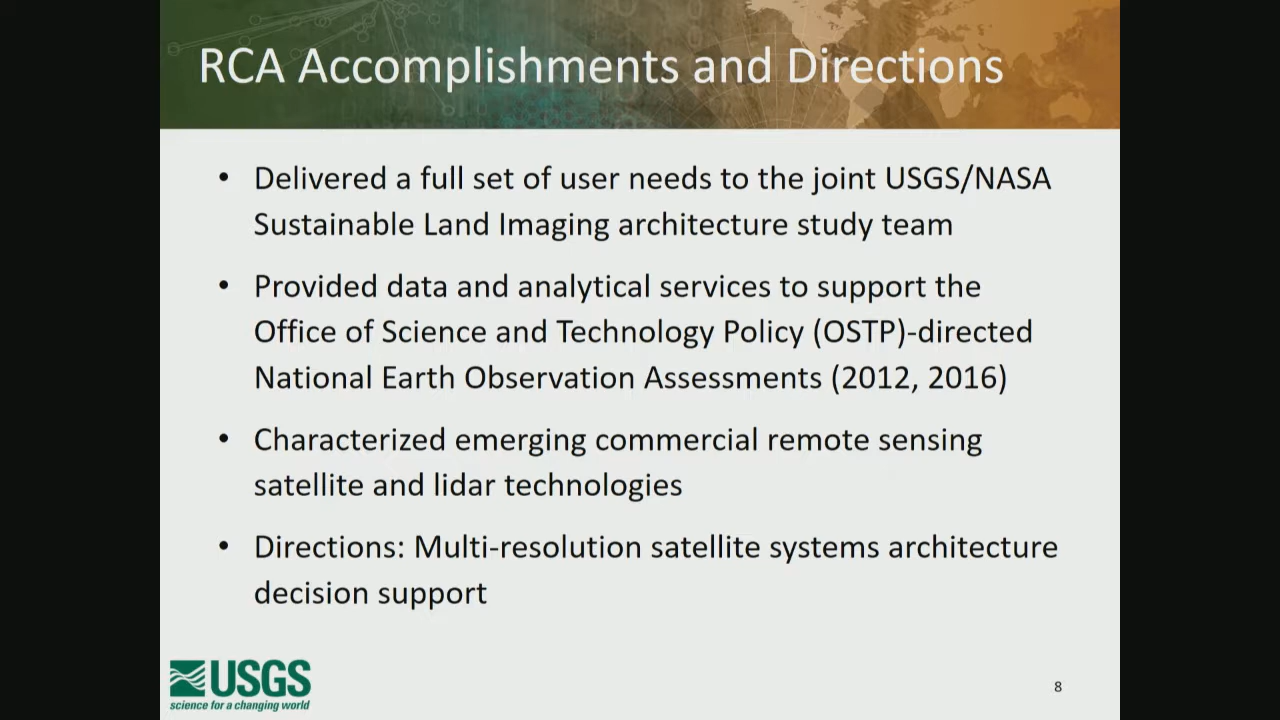 RCA Accomplishments and Directions
• Delivered a full set of user needs to the joint USGS/NASA
Sustainable Land Imaging architecture study team
• Provided data and analytical services to support the
Office of Science and Technology Policy (OSTP)-directed
National Earth Observation Assessments (2012, 2016)
• Characterized emerging commercial remote sensing
satellite and lidar technologies
• Directions: Multi-resolution satellite systems architecture
decision support
USGS
science for a changing world
8